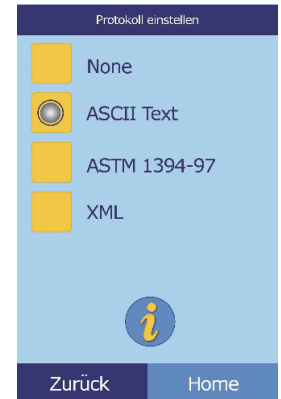 Protokoll einstellen
None
ASCII Text
ASTM 1394-97
XML
i
Zurück Home